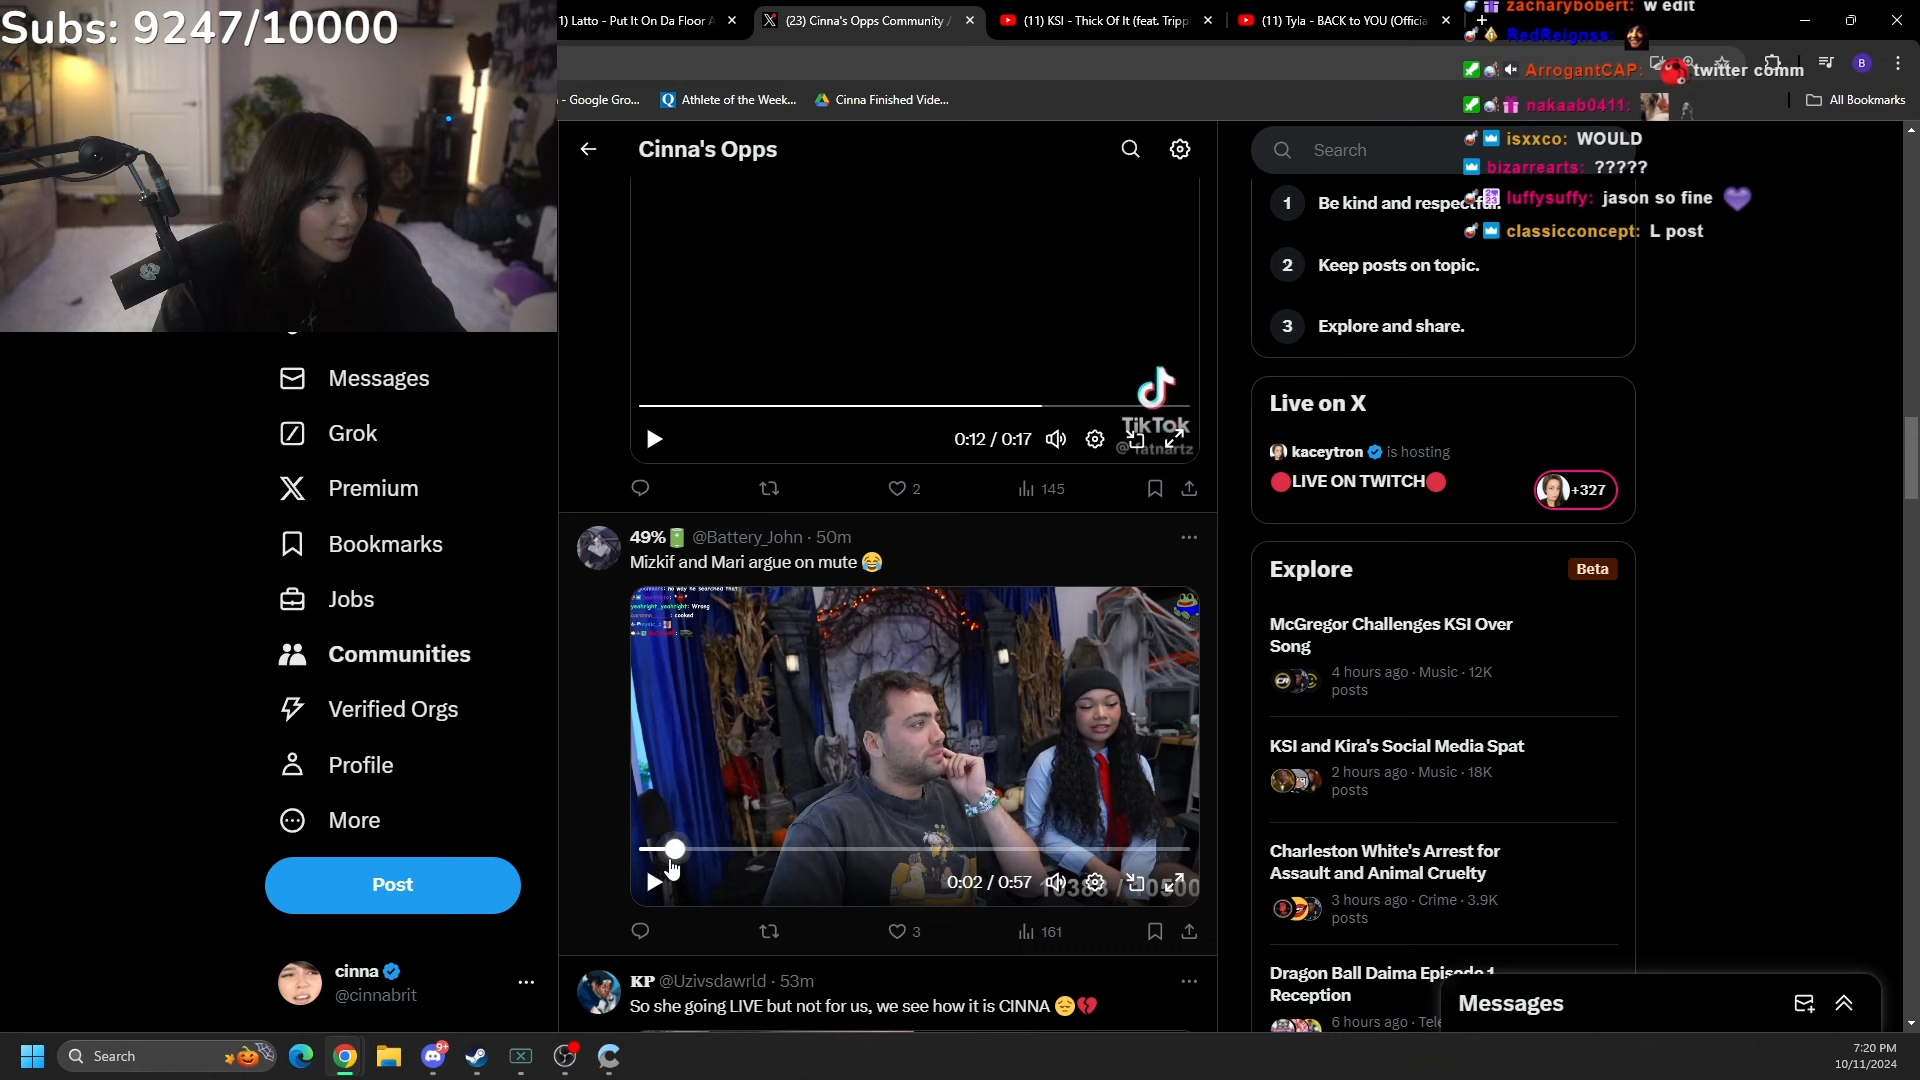 Subs: 9247/10000
) Latto - Put It On Da Floor A
(23) Cinna's Opps Community /
(11) KSI - Thick Of It (feat. Tripp
(11) Tyla - BACK to YOU (Officia
zacharybobert: w edit
RedReignss:
ArrogantCAP: twitter comm
nakaab0411:
isxxco: WOULD
bizarrearts: ?????
luffysuffy: jason so fine
classicconcept: L post
- Google Gro...
Athlete of the Week...
Cinna Finished Vide...
All Bookmarks
B
Messages
Grok
Premium
Bookmarks
Jobs
Communities
Verified Orgs
Profile
More
Post
cinna
@cinnabrit
Cinna's Opps
0:12 / 0:17
TikTok
2
145
49% @Battery_John · 50m
Mizkif and Mari argue on mute
yeahright_yeahright: Wrong
0:02 / 0:57
3
161
KP @Uzivsdawrld · 53m
So she going LIVE but not for us, we see how it is CINNA
Search
1 Be kind and respectful.
2 Keep posts on topic.
3 Explore and share.
Live on X
kaceytron is hosting
LIVE ON TWITCH
+327
Explore
Beta
McGregor Challenges KSI Over
Song
4 hours ago · Music · 12K
posts
KSI and Kira's Social Media Spat
2 hours ago · Music · 18K
posts
Charleston White's Arrest for
Assault and Animal Cruelty
3 hours ago · Crime · 3.9K
posts
Dragon Ball Daima Episode 1
Reception
6 hours ago · Tele
Messages
Search
9+
7:20 PM
10/11/2024